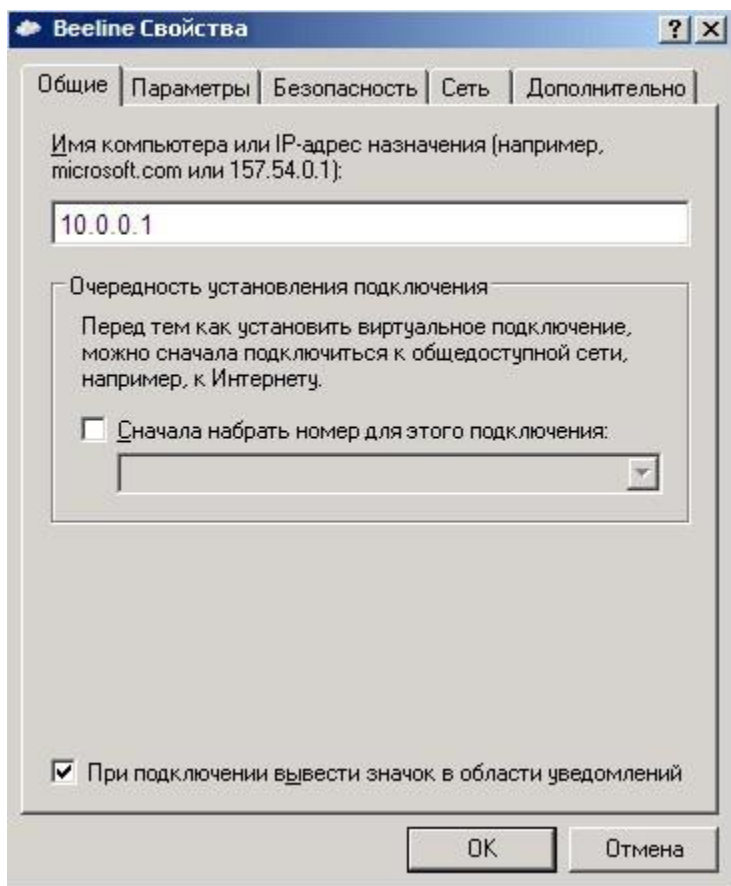 Beeline Свойства
Общие
Параметры
Безопасность
Сеть
Дополнительно
Имя компьютера или IP-адрес назначения (например,
microsoft.com или 157.54.0.1):
10.0.0.1
Очередность установления подключения
Перед тем как установить виртуальное подключение,
можно сначала подключиться к общедоступной сети,
например, к Интернету.
Сначала набрать номер для этого подключения:
При подключении вывести значок в области уведомлений
OK
Отмена